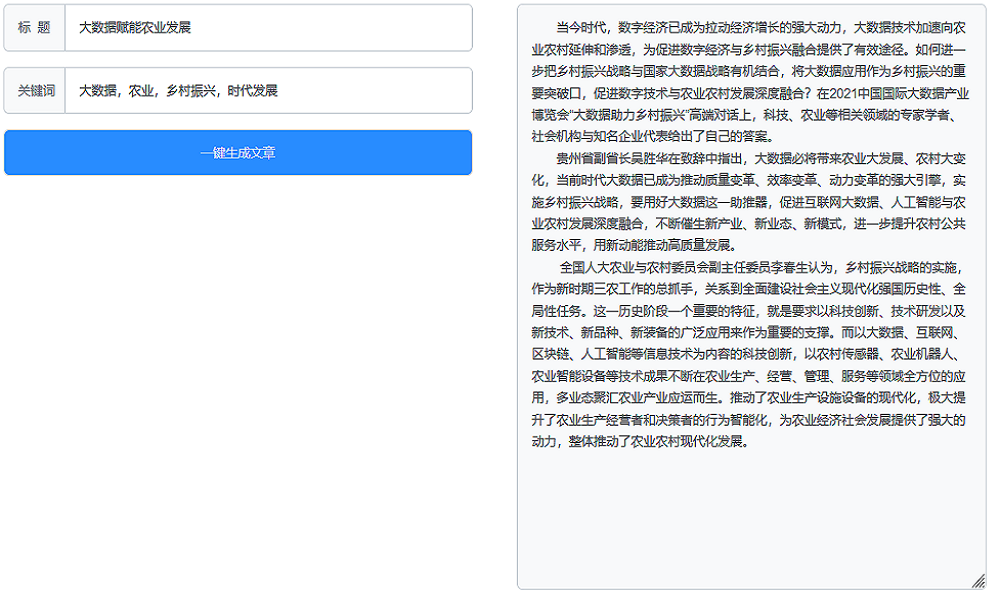 标 题
大数据赋能农业发展
关键词
大数据，农业，乡村振兴，时代发展
一键生成文章
当今时代，数字经济已成为拉动经济增长的强大动力，大数据技术加速向农
业农村延伸和渗透，为促进数字经济与乡村振兴融合提供了有效途径。如何进一
步把乡村振兴战略与国家大数据战略有机结合，将大数据应用作为乡村振兴的重
要突破口，促进数字技术与农业农村发展深度融合？在2021中国国际大数据产业
博览会“大数据助力乡村振兴”高端对话上，科技、农业等相关领域的专家学者、
社会机构与知名企业代表给出了自己的答案。
贵州省副省长吴胜华在致辞中指出，大数据必将带来农业大发展、农村大变
化，当前时代大数据已成为推动质量变革、效率变革、动力变革的强大引擎，实
施乡村振兴战略，要用好大数据这一助推器，促进互联网大数据、人工智能与农
业农村发展深度融合，不断催生新产业、新业态、新模式，进一步提升农村公共
服务水平，用新动能推动高质量发展。
全国人大农业与农村委员会副主任委员李春生认为，乡村振兴战略的实施，
作为新时期三农工作的总抓手，关系到全面建设社会主义现代化强国历史性、全
局性任务。这一历史阶段一个重要的特征，就是要求以科技创新、技术研发以及
新技术、新品种、新装备的广泛应用来作为重要的支撑。而以大数据、互联网、
区块链、人工智能等信息技术为内容的科技创新，以农村传感器、农业机器人、
农业智能设备等技术成果不断在农业生产、经营、管理、服务等领域全方位的应
用，多业态聚汇农业产业应运而生。推动了农业生产设施设备的现代化，极大提
升了农业生产经营者和决策者的行为智能化，为农业经济社会发展提供了强大的
动力，整体推动了农业农村现代化发展。